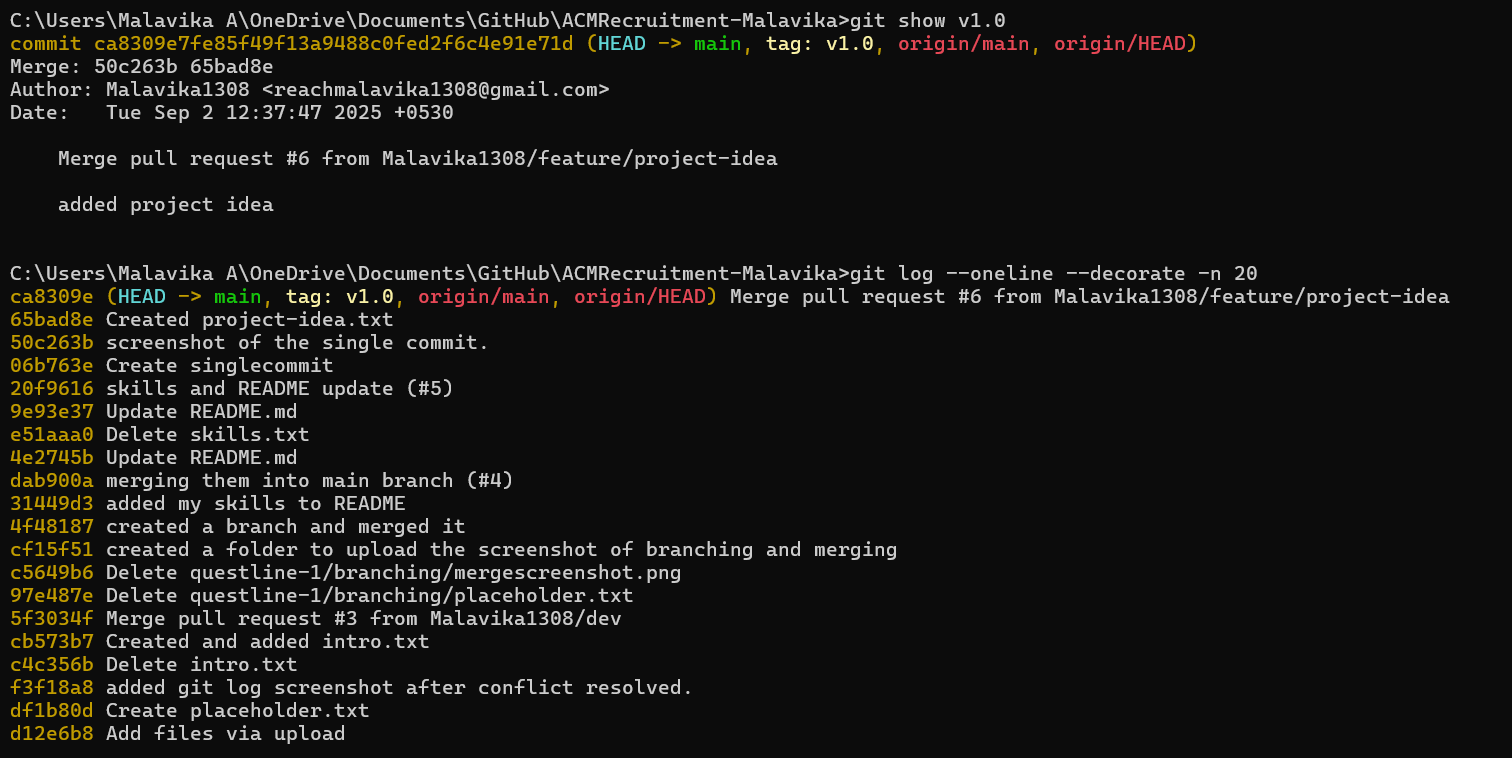 C:\Users\Malavika A\OneDrive\Documents\GitHub\ACMRecruitment-Malavika>git show v1.0
commit ca8309e7fe85f49f13a9488c0fed2f6c4e91e71d (HEAD -> main, tag: v1.0, origin/main, origin/HEAD)
Merge: 50c263b 65bad8e
Author: Malavika1308 <reachmalavika1308@gmail.com>
Date:   Tue Sep 2 12:37:47 2025 +0530
    Merge pull request #6 from Malavika1308/feature/project-idea
    added project idea
C:\Users\Malavika A\OneDrive\Documents\GitHub\ACMRecruitment-Malavika>git log --oneline --decorate -n 20
ca8309e (HEAD -> main, tag: v1.0, origin/main, origin/HEAD) Merge pull request #6 from Malavika1308/feature/project-idea
65bad8e Created project-idea.txt
50c263b screenshot of the single commit.
06b763e Create singlecommit
20f9616 skills and README update (#5)
9e93e37 Update README.md
e51aaa0 Delete skills.txt
4e2745b Update README.md
dab900a merging them into main branch (#4)
31449d3 added my skills to README
4f48187 created a branch and merged it
cf15f51 created a folder to upload the screenshot of branching and merging
c5649b6 Delete questline-1/branching/mergescreenshot.png
97e487e Delete questline-1/branching/placeholder.txt
5f3034f Merge pull request #3 from Malavika1308/dev
cb573b7 Created and added intro.txt
c4c356b Delete intro.txt
f3f18a8 added git log screenshot after conflict resolved.
df1b80d Create placeholder.txt
d12e6b8 Add files via upload